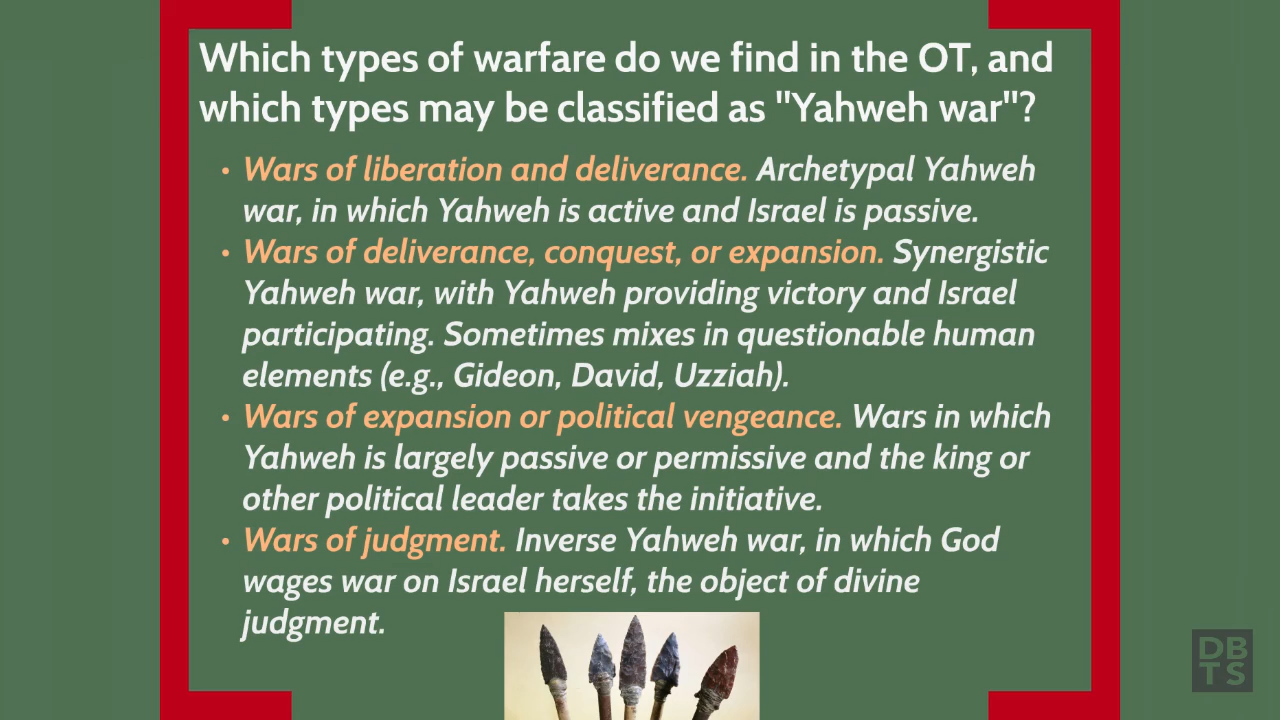 Which types of warfare do we find in the OT, and
which types may be classified as "Yahweh war"?
• Wars of liberation and deliverance. Archetypal Yahweh
war, in which Yahweh is active and Israel is passive.
• Wars of deliverance, conquest, or expansion. Synergistic
Yahweh war, with Yahweh providing victory and Israel
participating. Sometimes mixes in questionable human
elements (e.g., Gideon, David, Uzziah).
• Wars of expansion or political vengeance. Wars in which
Yahweh is largely passive or permissive and the king or
other political leader takes the initiative.
• Wars of judgment. Inverse Yahweh war, in which God
wages war on Israel herself, the object of divine
judgment.
DB
TS